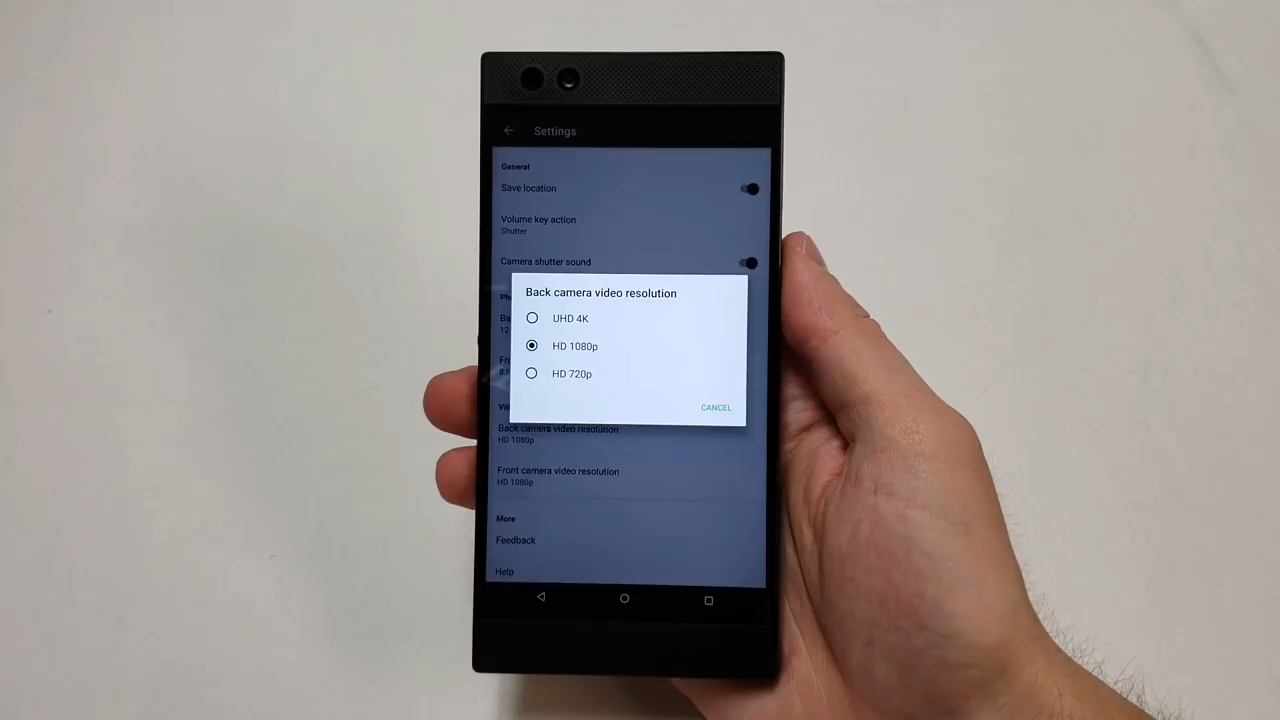 Settings
General
Save location
Volume key action
Shutter
Camera shutter sound
Back camera video resolution
UHD 4K
HD 1080p
HD 720p
CANCEL
Back camera video resolution
HD 1080p
Front camera video resolution
HD 1080p
More
Feedback
Help